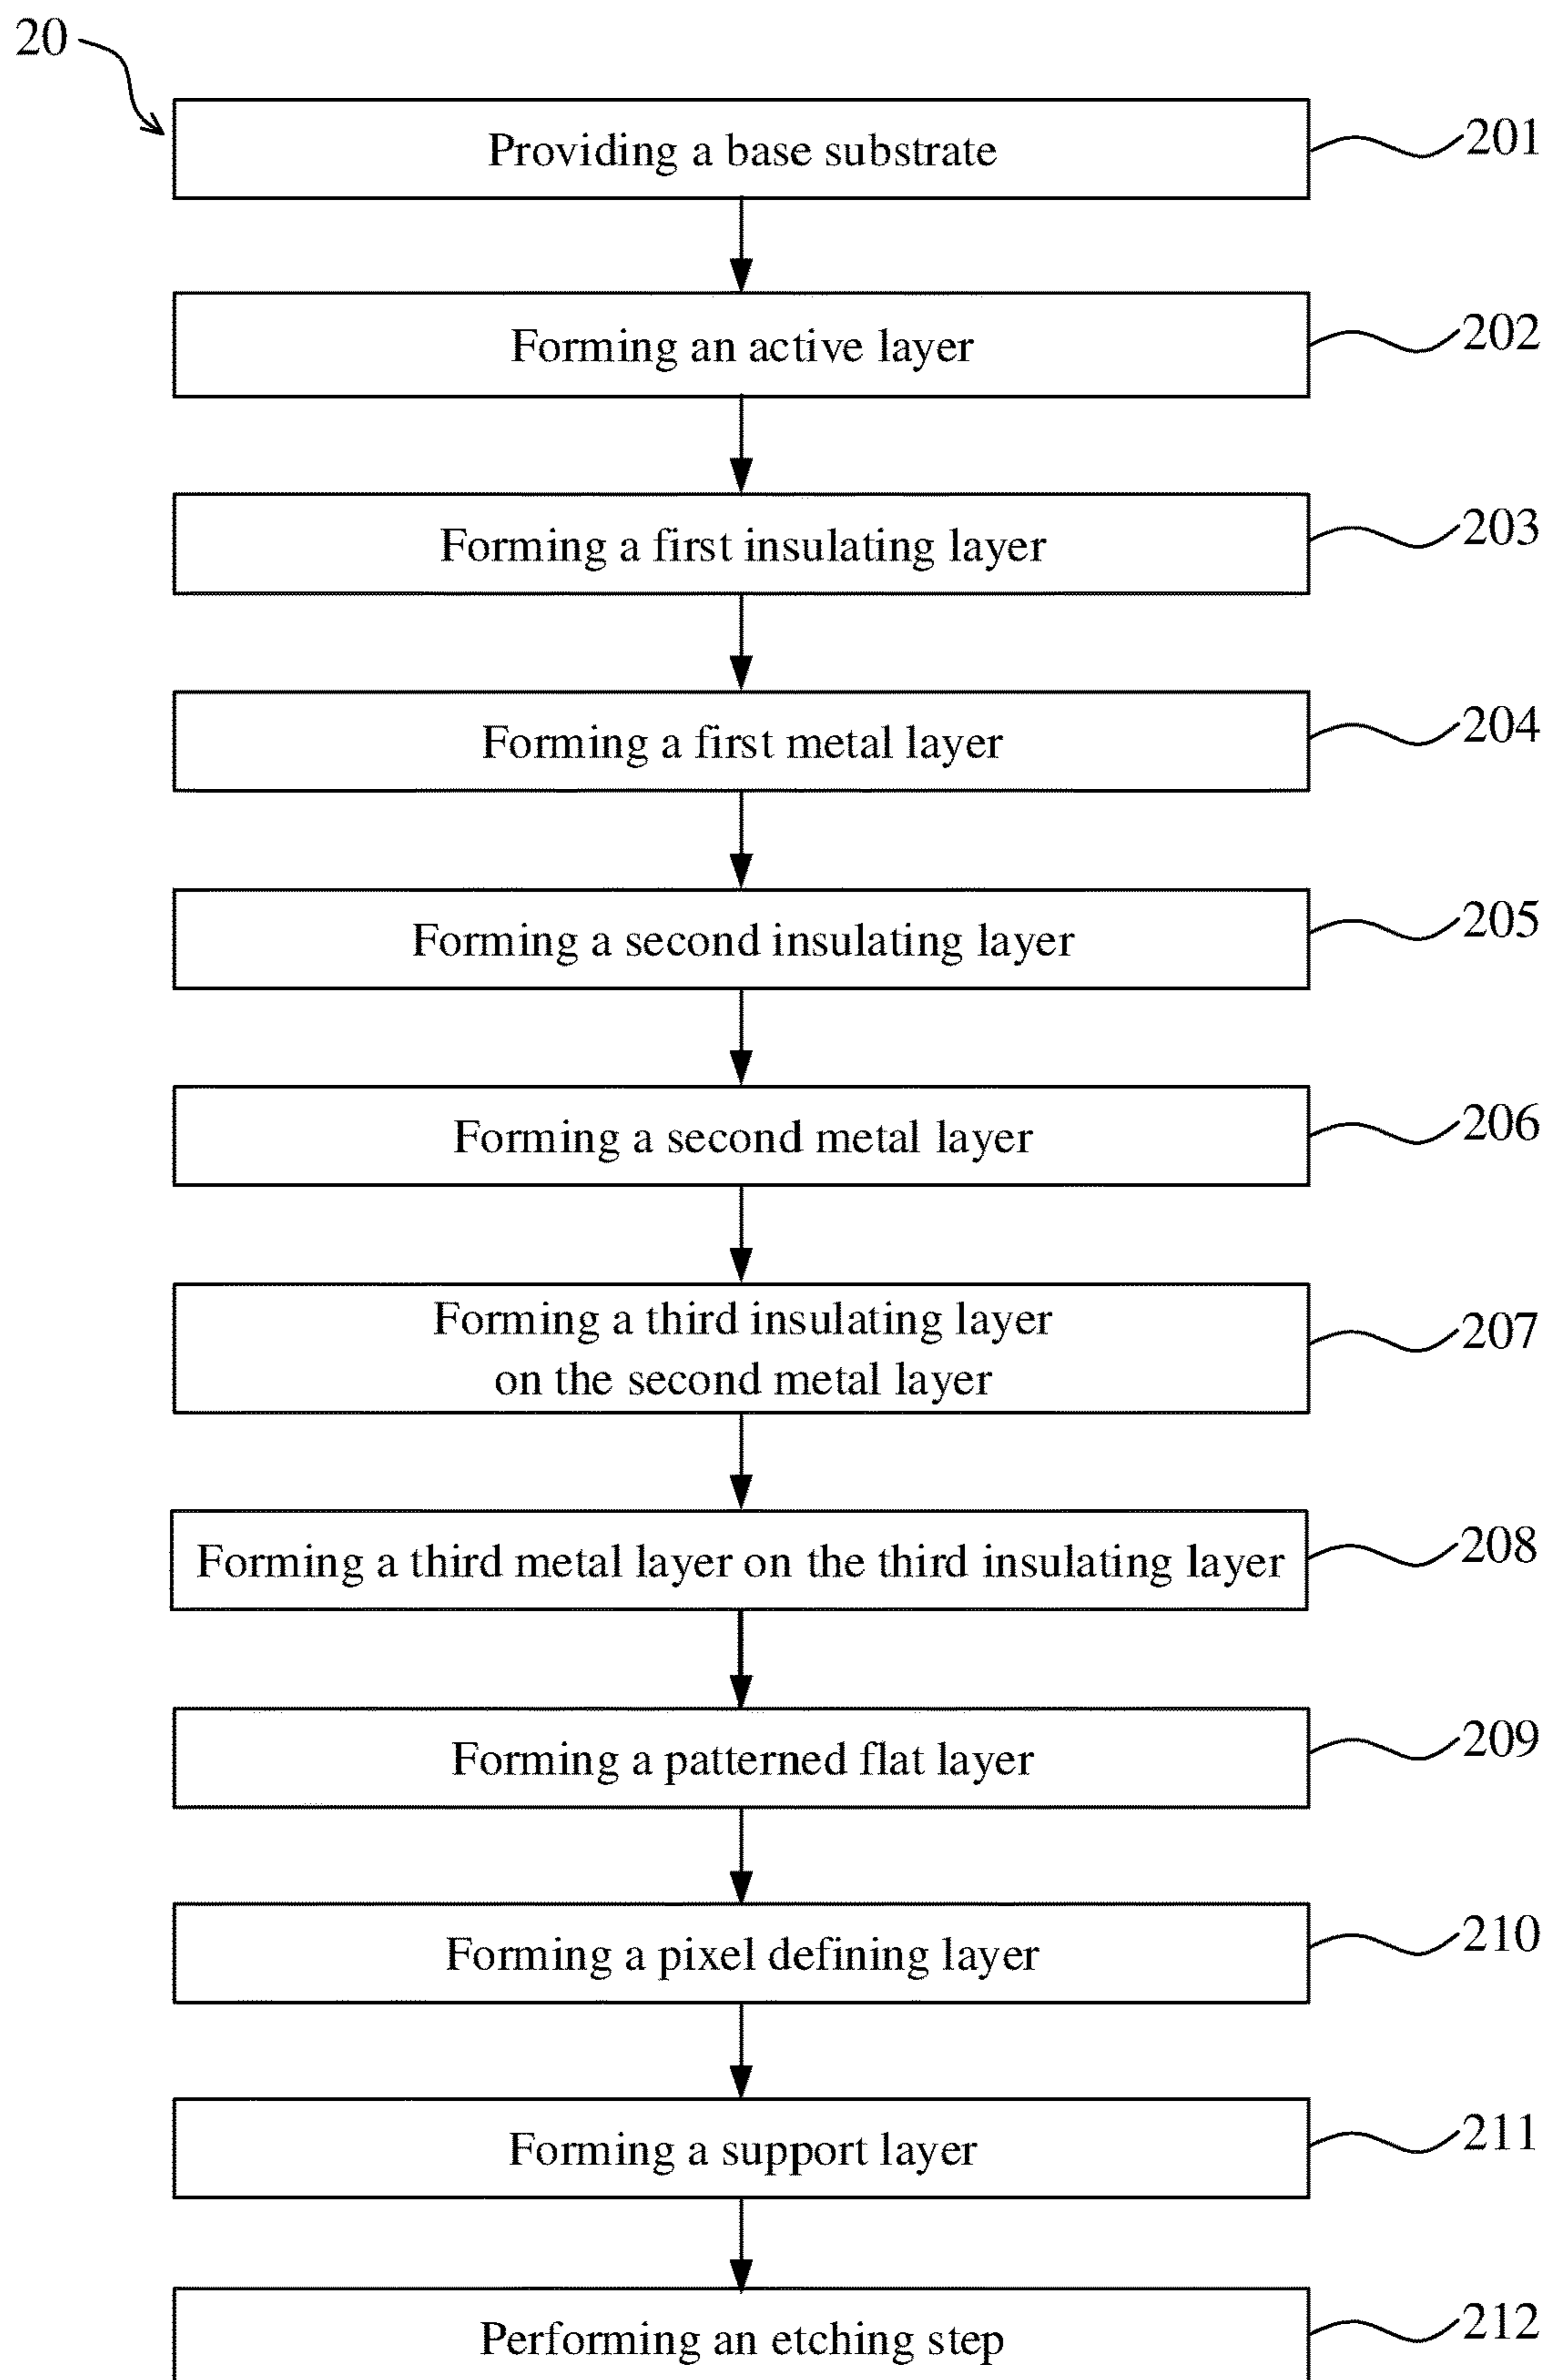 20
Providing a base substrate
201
Forming an active layer
202
Forming a first insulating layer
203
Forming a first metal layer
204
Forming a second insulating layer
205
Forming a second metal layer
206
Forming a third insulating layer
on the second metal layer
207
Forming a third metal layer on the third insulating layer
208
Forming a patterned flat layer
209
Forming a pixel defining layer
210
Forming a support layer
211
Performing an etching step
212